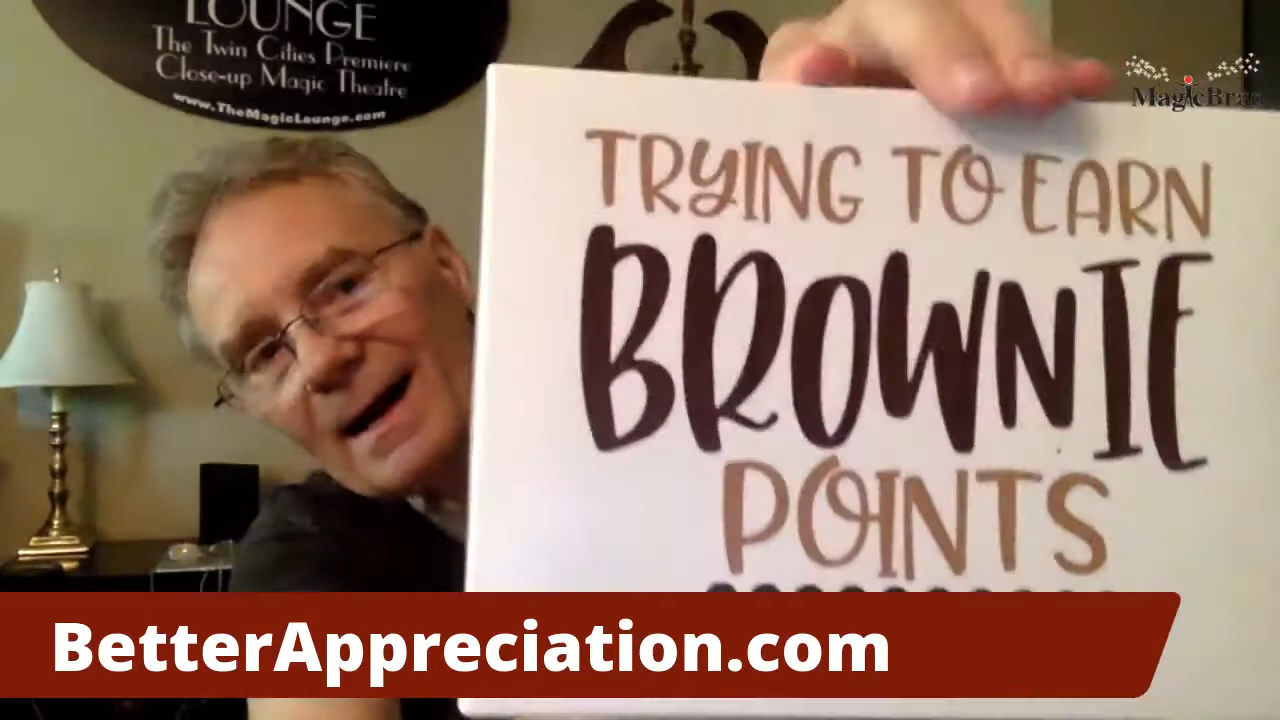 LOUNGE
The Twin Cities Premiere
Close-up Magic Theatre
www.TheMagicLounge.com
TRYING TO EARN
BROWNIE
POINTS
BetterAppreciation.com